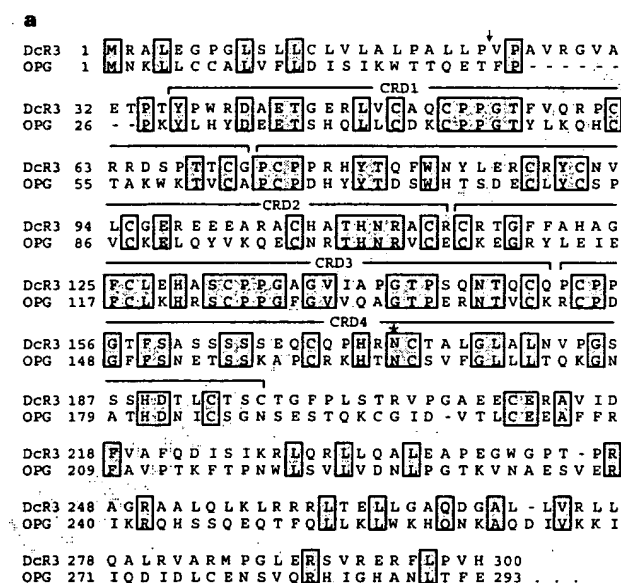 a
DcR3 1 M R A L E G P G L S L L C L V L A L P A L L P V P A V R G V A
OPG 1 M N K L L C C A L V F L D I S I K W T T Q E T F P - - - - - -
CRD1
DcR3 32 E T P T Y P W R D A E T G E R L V C A Q C P P G T F V Q R P C
OPG 26 - - P K Y L H Y D E E T S H Q L L C D K C P P G T Y L K Q H C
DcR3 63 R R D S P T T C G P C P P R H Y T Q F W N Y L E R C R Y C N V
OPG 55 T A K W K T V C A P C P D H Y Y T D S W H T S D E C L Y C S P
CRD2
DcR3 94 L C G E R E E E A R A C H A T H N R A C R C R T G F F A H A G
OPG 86 V C K E L Q Y V K Q E C N R T H N R V C E C K E G R Y L E I E
CRD3
DcR3 125 F C L E H A S C P P G A G V I A P G T P S Q N T Q C Q P C P P
OPG 117 F C L K H R S C P P G F G V V Q A G T P E R N T V C K R C P D
CRD4
DcR3 156 G T F S A S S S S S E Q C Q P H R N C T A L G L A L N V P G S
OPG 148 G F F S N E T S S K A P C R K H T N C S V F G L L L T Q K G N
DcR3 187 S S H D T L C T S C T G F P L S T R V P G A E E C E R A V I D
OPG 179 A T H D N I C S G N S E S T Q K C G I D - V T L C E E A F F R
DcR3 218 F V A F Q D I S I K R L Q R L L Q A L E A P E G W G P T - P R
OPG 209 F A V P T K F T P N W L S V L V D N L P G T K V N A E S V E R
DcR3 248 A G R A A L Q L K L R R R L T E L L G A Q D G A L - L V R L L
OPG 240 I K R Q H S S Q E Q T F Q L L K L W K H Q N K A Q D I V K K I
DcR3 278 Q A L R V A R M P G L E R S V R E R F L P V H 300
OPG 271 I Q D I D L C E N S V Q R H I G H A N L T F E 293 . . .